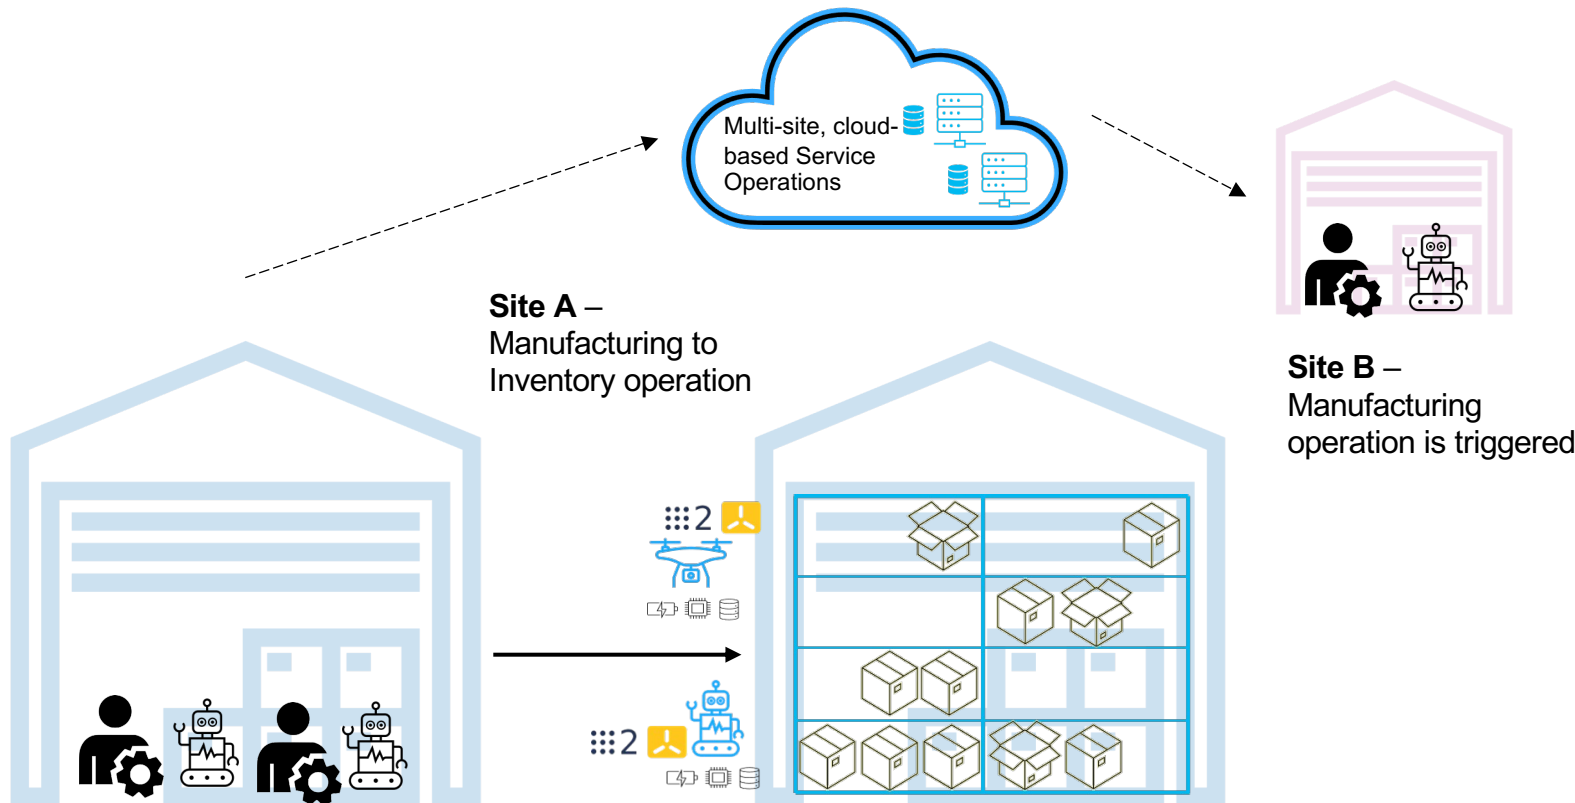 Multi-site, cloud-
based Service
Operations
Site A –
Manufacturing to
Inventory operation
Site B –
Manufacturing
operation is triggered
2
2